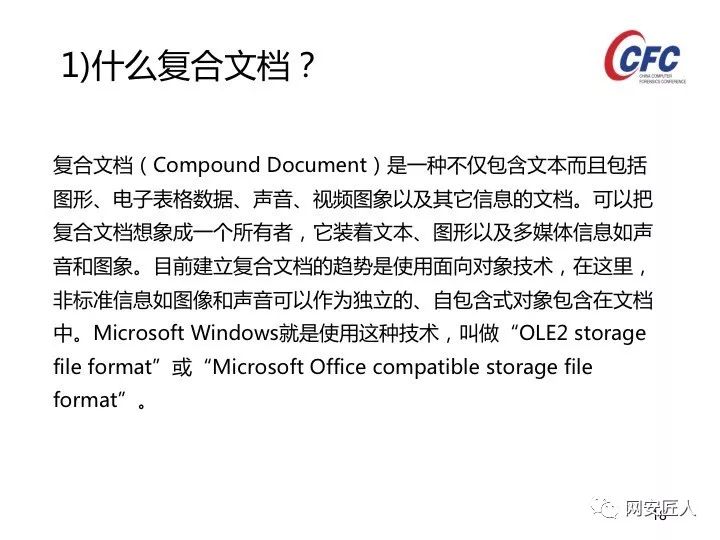 1)什么复合文档？
CFC
CHINA COMPUTER
FORENSICS CONFERENCE
复合文档（Compound Document）是一种不仅包含文本而且包括
图形、电子表格数据、声音、视频图象以及其它信息的文档。可以把
复合文档想象成一个所有者，它装着文本、图形以及多媒体信息如声
音和图象。目前建立复合文档的趋势是使用面向对象技术，在这里，
非标准信息如图像和声音可以作为独立的、自包含式对象包含在文档
中。Microsoft Windows就是使用这种技术，叫做“OLE2 storage
file format”或“Microsoft Office compatible storage file
format”。
网安匠人
18